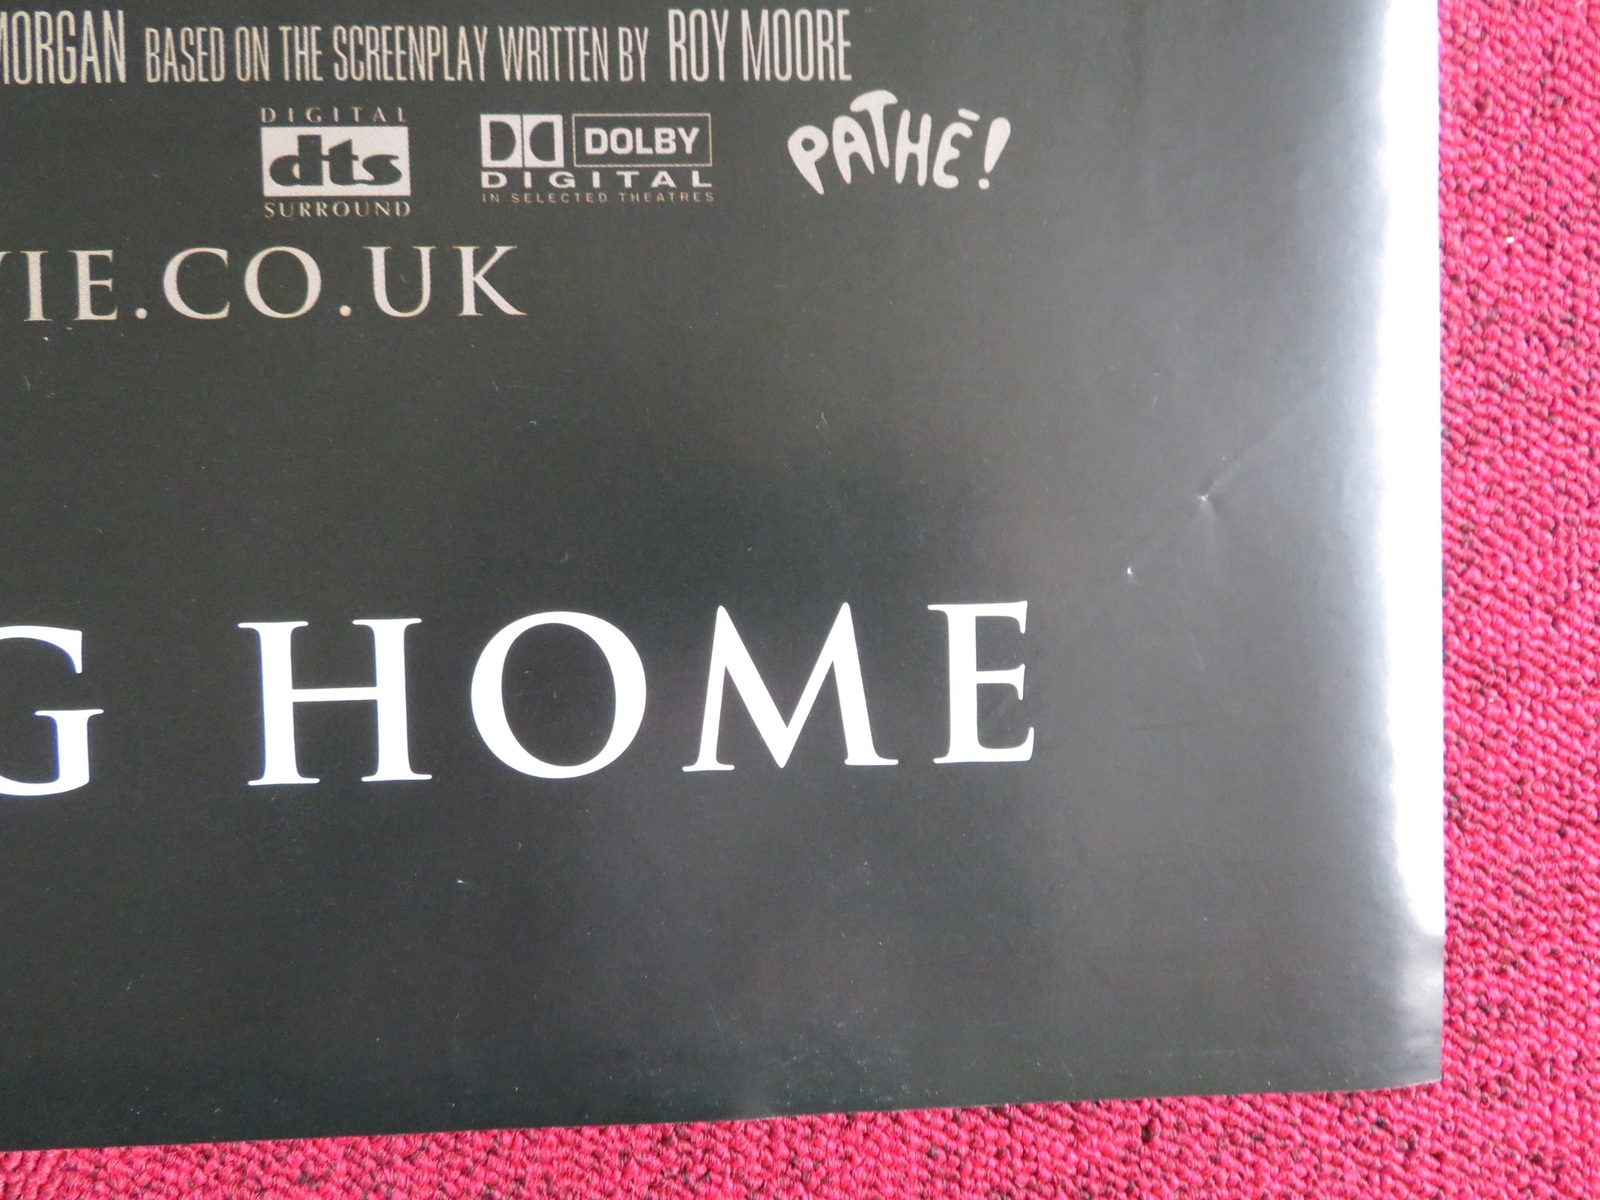 MORGAN BASED ON THE SCREENPLAY WRITTEN BY ROY MOORE
DIGITAL
dts
SURROUND
DOLBY
DIGITAL
IN SELECTED THEATRES
PATHÉ!
VIE.CO.UK
G HOME